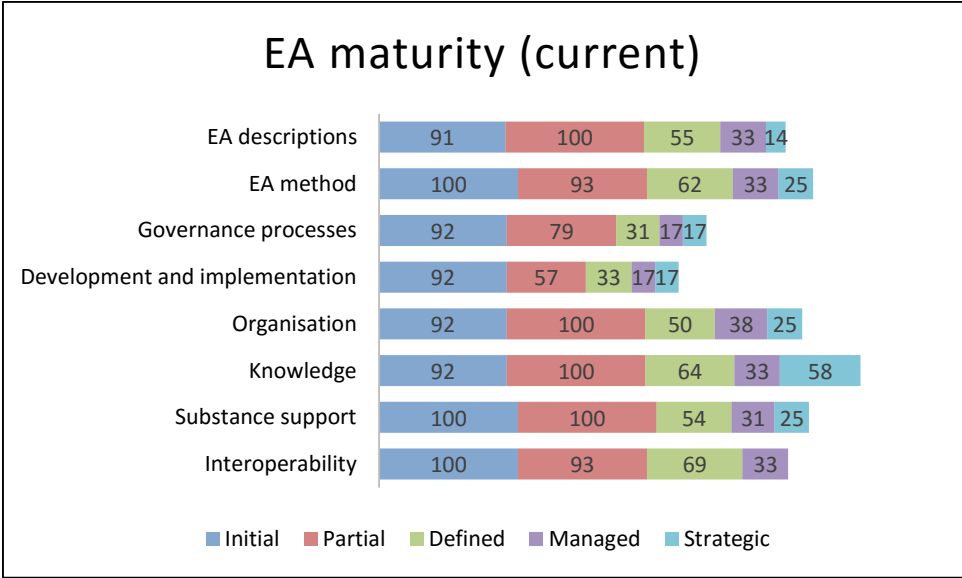 EA maturity (current)
EA descriptions 91 100 55 33 14
EA method 100 93 62 33 25
Governance processes 92 79 31 17 17
Development and implementation 92 57 33 17 17
Organisation 92 100 50 38 25
Knowledge 92 100 64 33 58
Substance support 100 100 54 31 25
Interoperability 100 93 69 33
Initial Partial Defined Managed Strategic